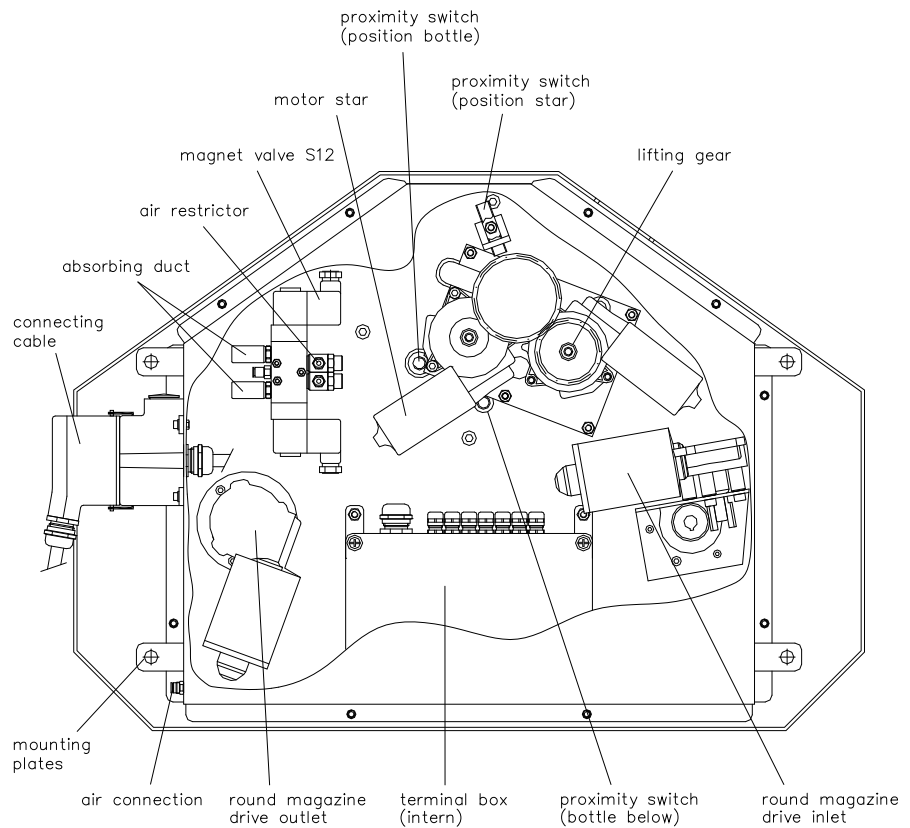 proximity switch
(position bottle)
proximity switch
(position star)
motor star
magnet valve S12
lifting gear
air restrictor
absorbing duct
connecting
cable
mounting
plates
air connection
round magazine
drive outlet
terminal box
(intern)
proximity switch
(bottle below)
round magazine
drive inlet